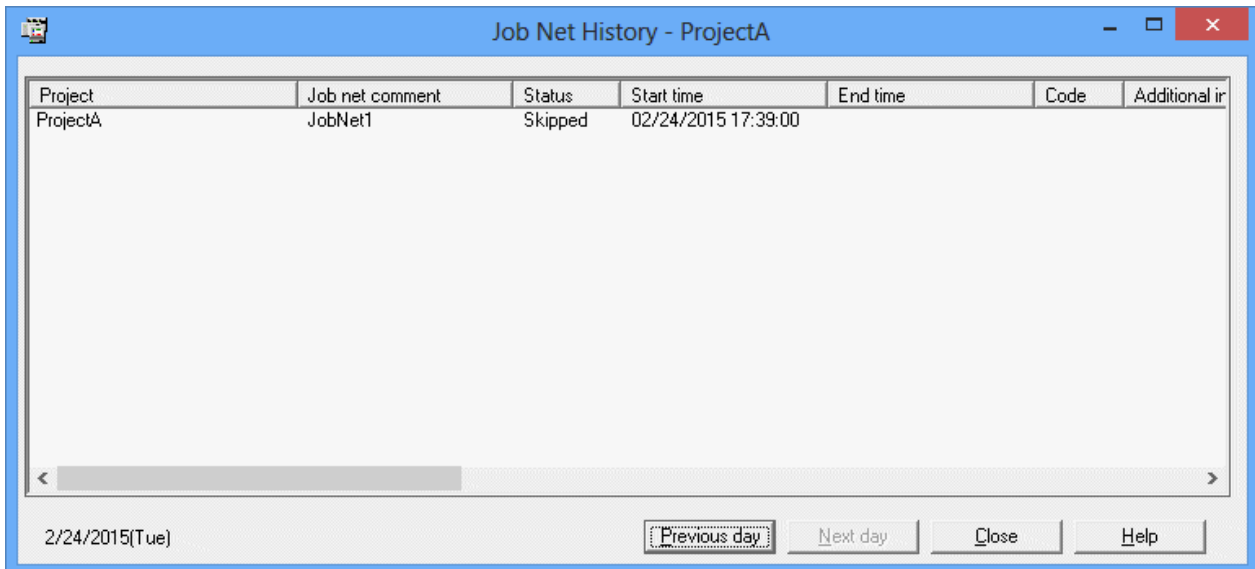 Job Net History - ProjectA
Project Job net comment Status Start time End time Code Additional ir
ProjectA JobNet1 Skipped 02/24/2015 17:39:00
2/24/2015(Tue) Previous day Next day Close Help